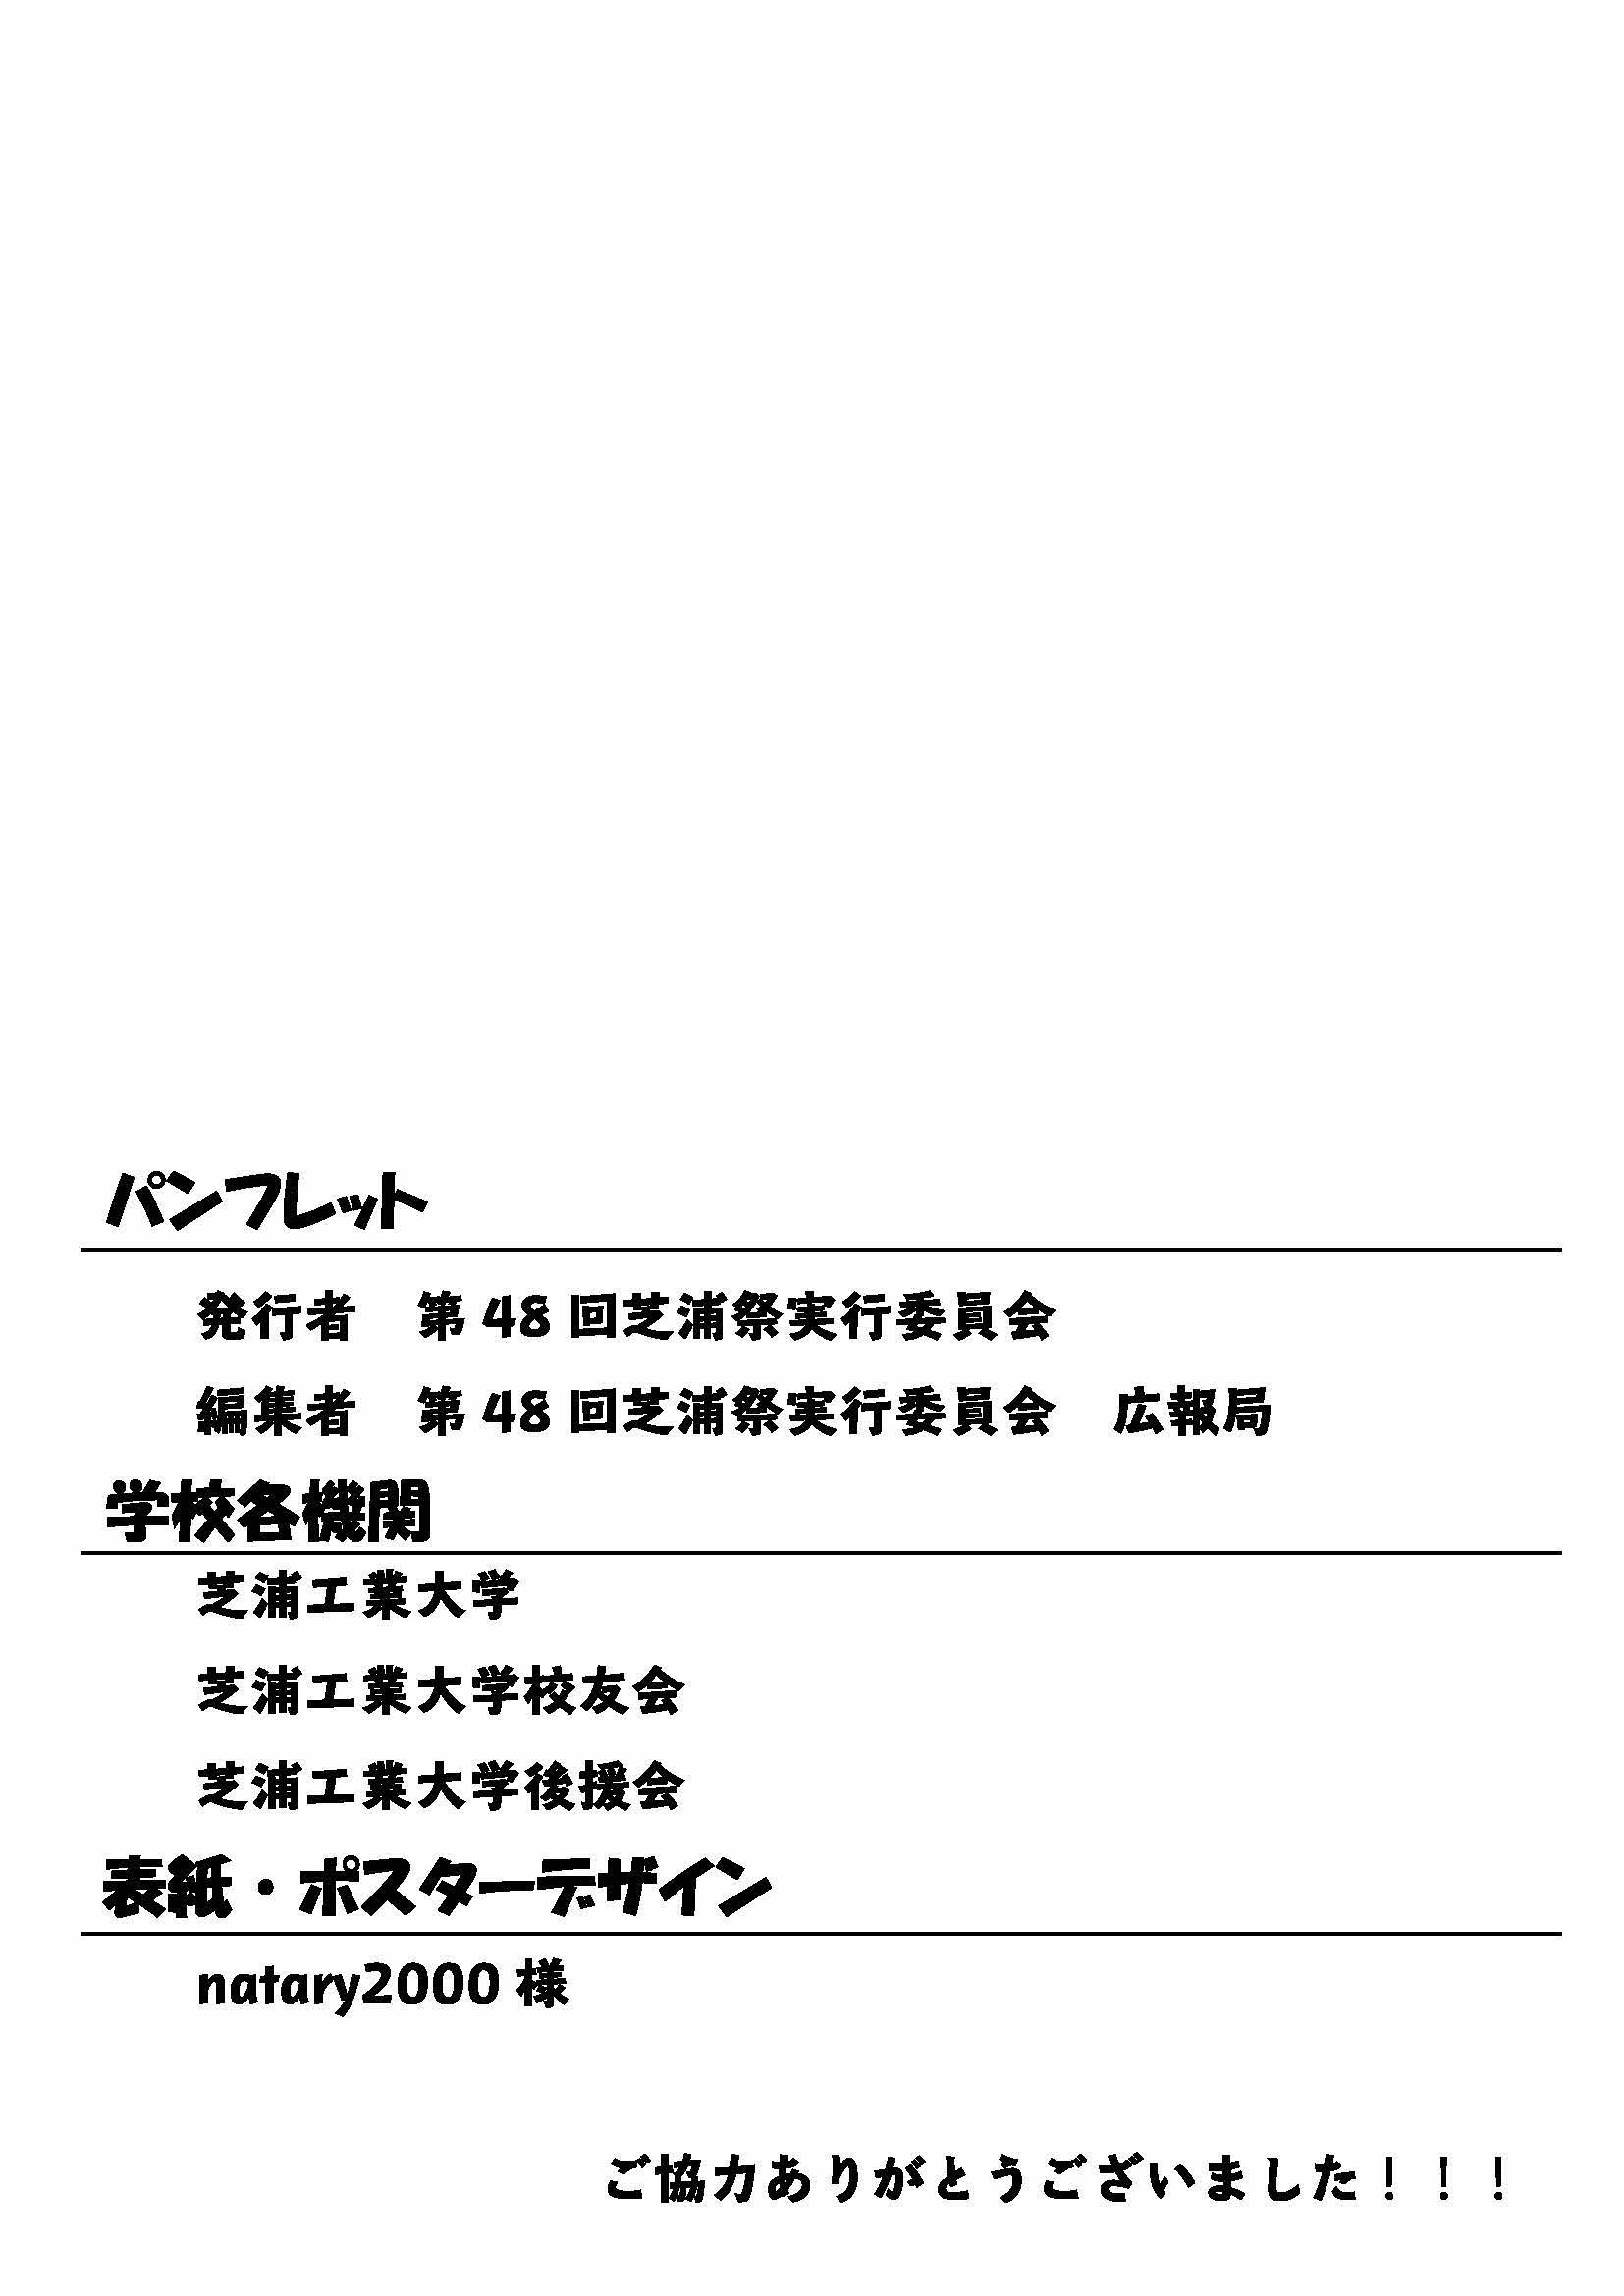 パンフレット
発行者　第 48 回芝浦祭実行委員会
編集者　第 48 回芝浦祭実行委員会　広報局
学校各機関
芝浦工業大学
芝浦工業大学校友会
芝浦工業大学後援会
表紙・ポスターデザイン
natary2000 様
ご協力ありがとうございました！！！